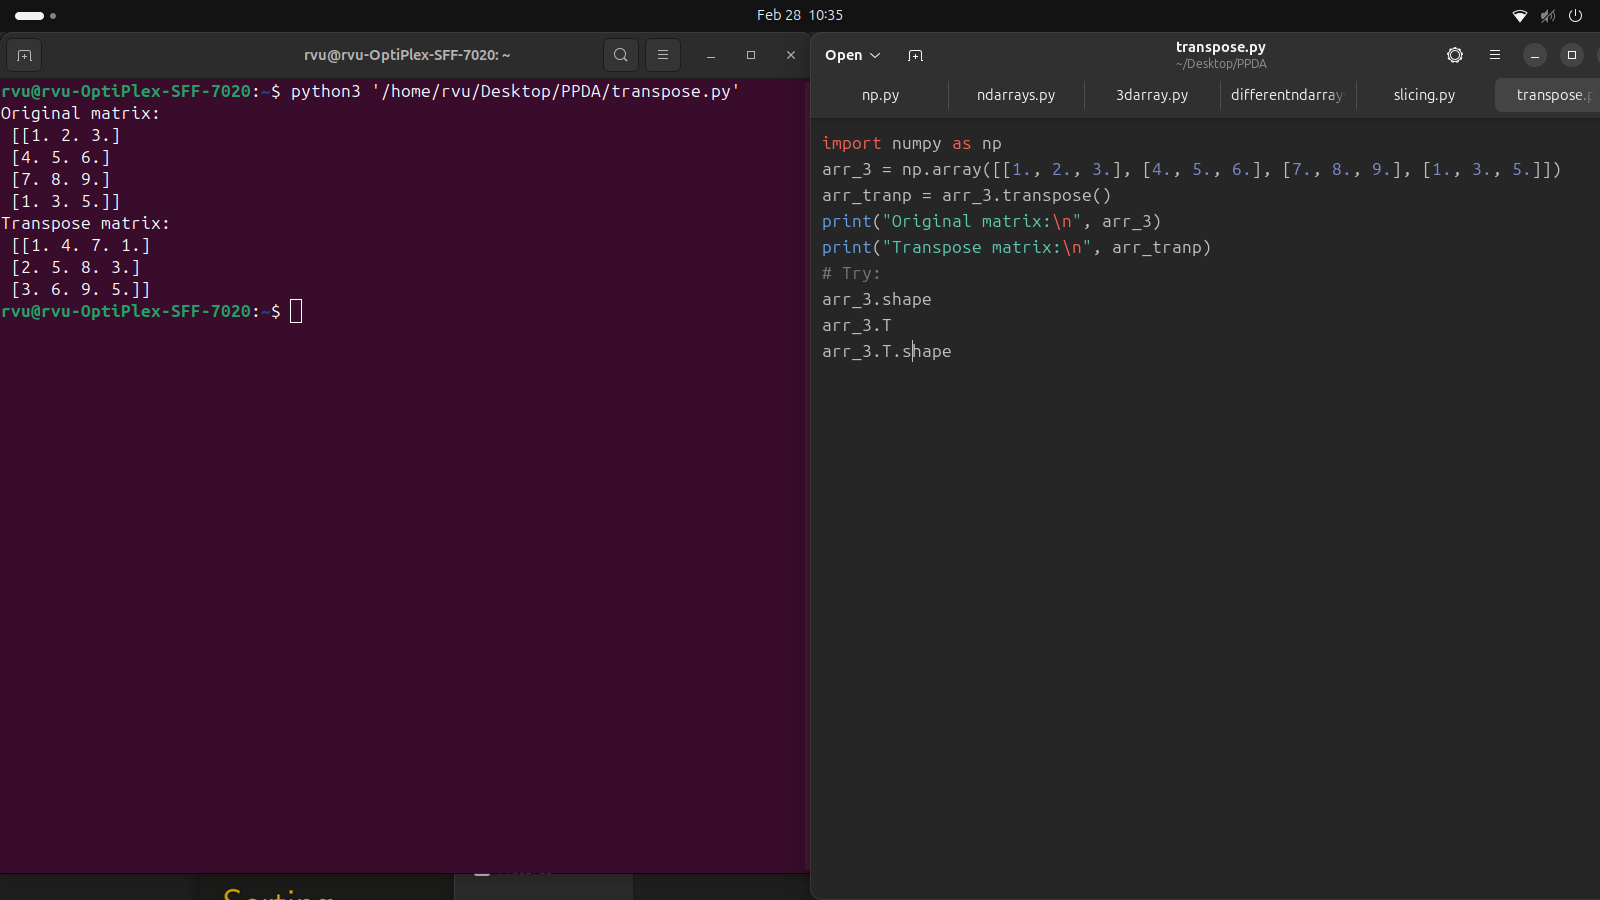 Feb 28 10:35
rvu@rvu-OptiPlex-SFF-7020: ~
rvu@rvu-OptiPlex-SFF-7020:~$ python3 '/home/rvu/Desktop/PPDA/transpose.py'
Original matrix:
[[1. 2. 3.]
[4. 5. 6.]
[7. 8. 9.]
[1. 3. 5.]]
Transpose matrix:
[[1. 4. 7. 1.]
[2. 5. 8. 3.]
[3. 6. 9. 5.]]
rvu@rvu-OptiPlex-SFF-7020:~$
Open
transpose.py
~/Desktop/PPDA
np.py
ndarrays.py
3darray.py
differentndarray
slicing.py
transpose.p
import numpy as np
arr_3 = np.array([[1., 2., 3.], [4., 5., 6.], [7., 8., 9.], [1., 3., 5.]])
arr_tranp = arr_3.transpose()
print("Original matrix:\n", arr_3)
print("Transpose matrix:\n", arr_tranp)
# Try:
arr_3.shape
arr_3.T
arr_3.T.shape
Sorting